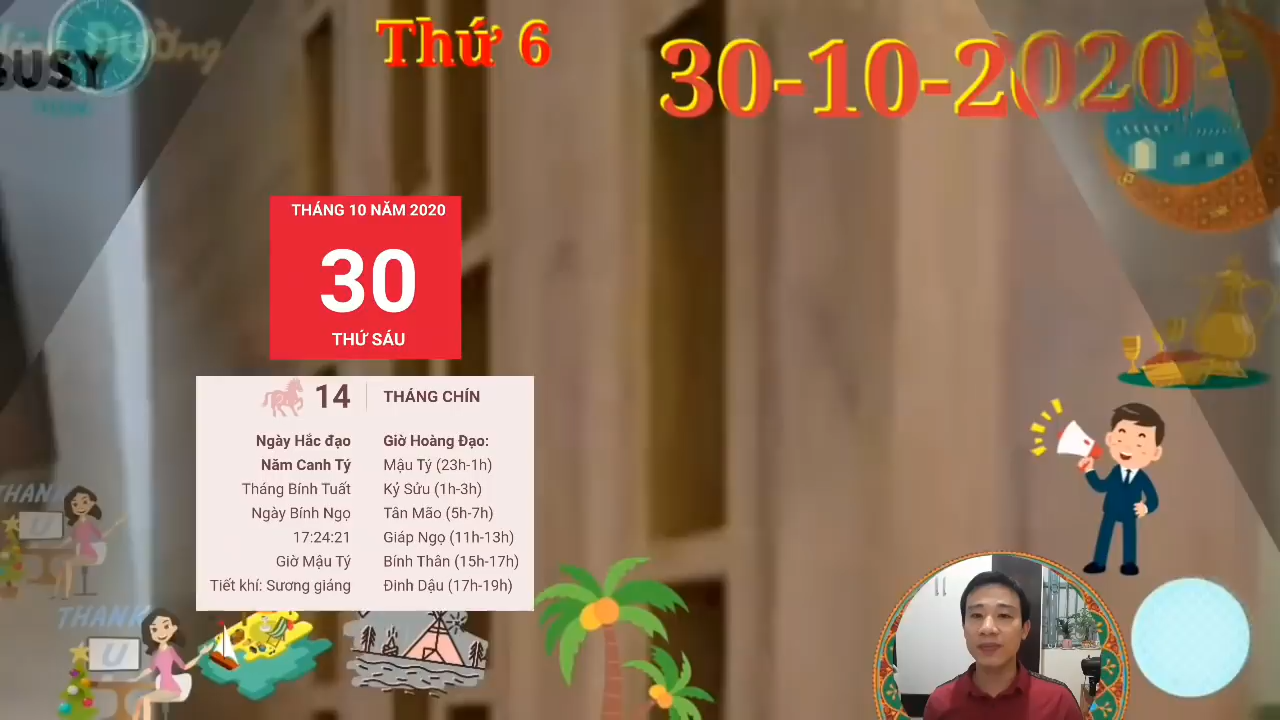 BUSY
Thứ 6
30-10-2020
THÁNG 10 NĂM 2020
30
THỨ SÁU
14
THÁNG CHÍN
Ngày Hắc đạo
Giờ Hoàng Đạo:
Năm Canh Tý
Mậu Tý (23h-1h)
Tháng Bính Tuất
Kỷ Sửu (1h-3h)
Ngày Bính Ngọ
Tân Mão (5h-7h)
17:24:21
Giáp Ngọ (11h-13h)
Giờ Mậu Tý
Bính Thân (15h-17h)
Tiết khí: Sương giáng
Đinh Dậu (17h-19h)
THANK
U
THANK
U